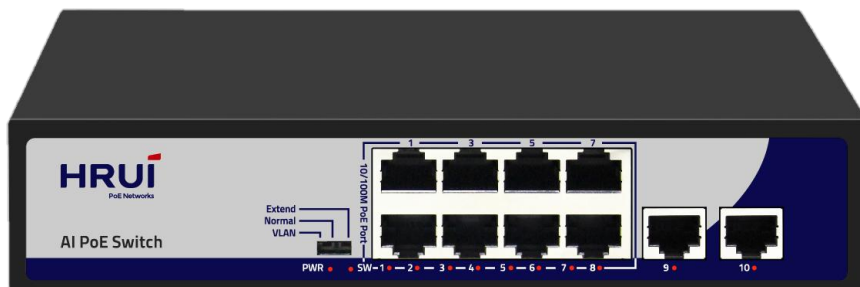 1 3 5 7
HRUI
PoE Networks
10/100M PoE Port
Extend
Normal
VLAN
AI PoE Switch
PWR SW 1 2 3 4 5 6 7 8 9 10